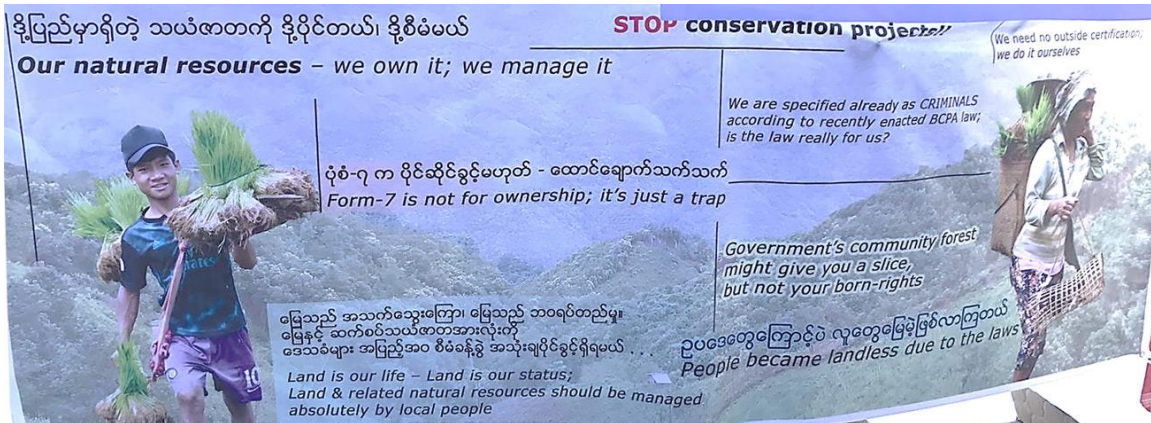 ဒို့ပြည်မှာရှိတဲ့ သယံဇာတကို ဒို့ပိုင်တယ်၊ ဒို့စီမံမယ်
Our natural resources – we own it; we manage it
STOP conservation projects!!
We need no outside certification;
we do it ourselves
We are specified already as CRIMINALS
according to recently enacted BCPA law;
is the law really for us?
ပုံစံ-၇ က ပိုင်ဆိုင်ခွင့်မဟုတ် - ထောင်ချောက်သက်သက်
Form-7 is not for ownership; it's just a trap
Government's community forest
might give you a slice,
but not your born-rights
မြေသည် အသက်သွေးကြော၊ မြေသည် ဘဝရပ်တည်မှု။
မြေနှင့် ဆက်စပ်သယံဇာတအားလုံးကို
ဒေသခံများ အပြည့်အဝ စီမံခန့်ခွဲ အသုံးချပိုင်ခွင့်ရှိရမယ် . . .
Land is our life – Land is our status;
Land & related natural resources should be managed
absolutely by local people
ဥပဒေတွေကြောင့်ပဲ လူတွေမြေမဲ့ဖြစ်လာကြတယ်
People became landless due to the laws
10